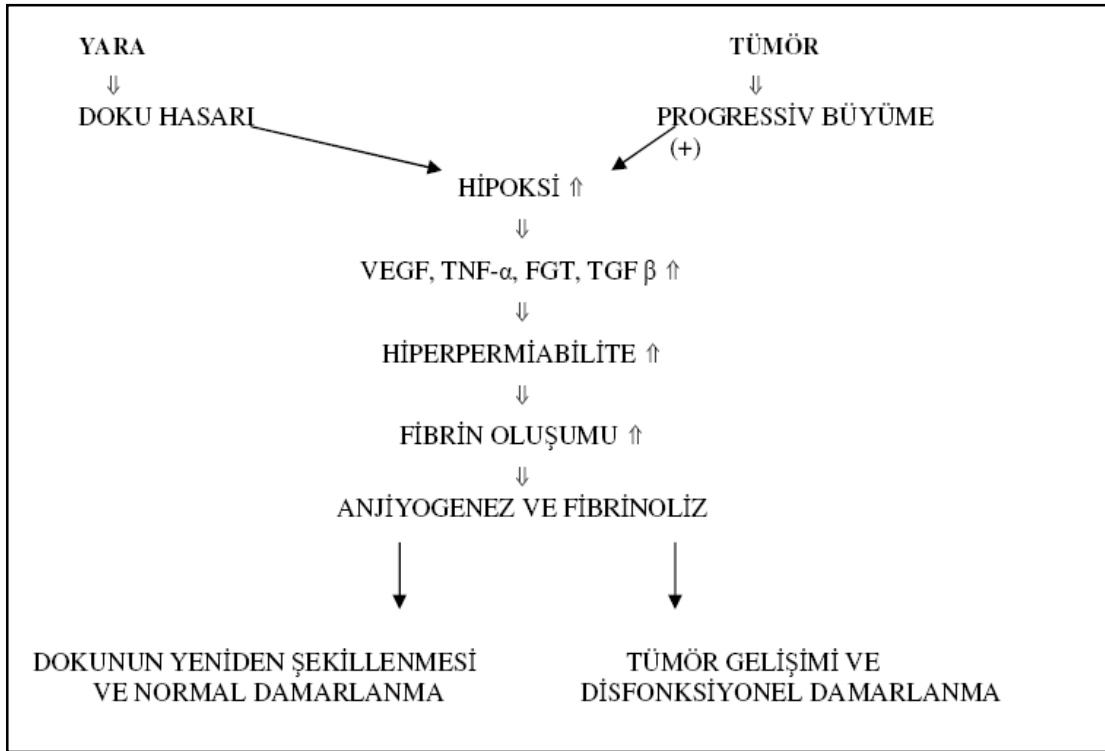 YARA
TÜMÖR
⇓
⇓
DOKU HASARI
PROGRESSİV BÜYÜME
(+)
HİPOKSİ ⇑
⇓
VEGF, TNF-α, FGT, TGF β ⇑
⇓
HİPERPERMİABİLİTE ⇑
⇓
FİBRİN OLUŞUMU ⇑
⇓
ANJİYOGENEZ VE FİBRİNOLİZ
DOKUNUN YENİDEN ŞEKİLLENMESİ
VE NORMAL DAMARLANMA
TÜMÖR GELİŞİMİ VE
DİSFONKSİYONEL DAMARLANMA